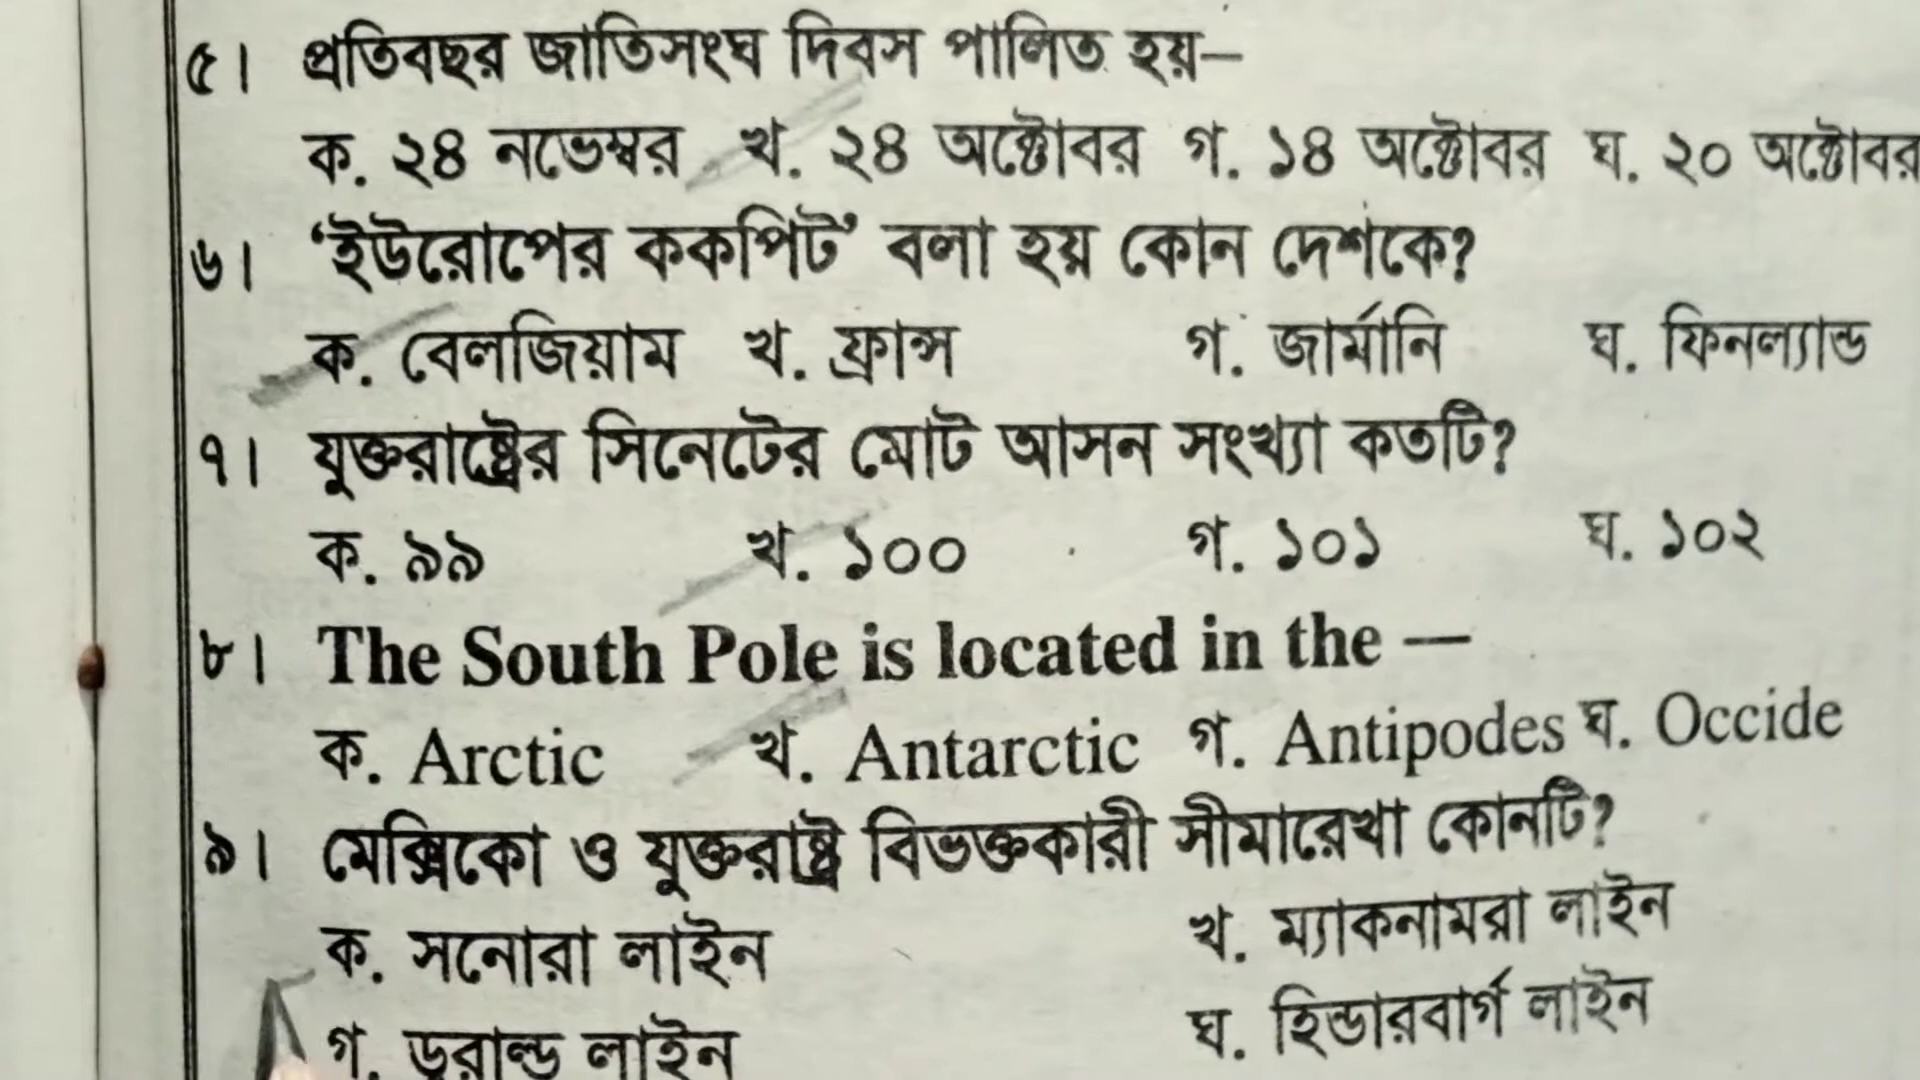 ৫। প্রতিবছর জাতিসংঘ দিবস পালিত হয়–
ক. ২৪ নভেম্বর খ. ২৪ অক্টোবর গ. ১৪ অক্টোবর ঘ. ২০ অক্টোবর
৬। ‘ইউরোপের ককপিট’ বলা হয় কোন দেশকে?
ক. বেলজিয়াম খ. ফ্রান্স গ. জার্মানি ঘ. ফিনল্যান্ড
৭। যুক্তরাষ্ট্রের সিনেটের মোট আসন সংখ্যা কতটি?
ক. ৯৯ খ. ১০০ গ. ১০১ ঘ. ১০২
৮। The South Pole is located in the —
ক. Arctic খ. Antarctic গ. Antipodes ঘ. Occide
৯। মেক্সিকো ও যুক্তরাষ্ট্র বিভক্তকারী সীমারেখা কোনটি?
ক. সনোরা লাইন খ. ম্যাকনামরা লাইন
গ. ডুরাল্ড লাইন ঘ. হিন্ডারবার্গ লাইন